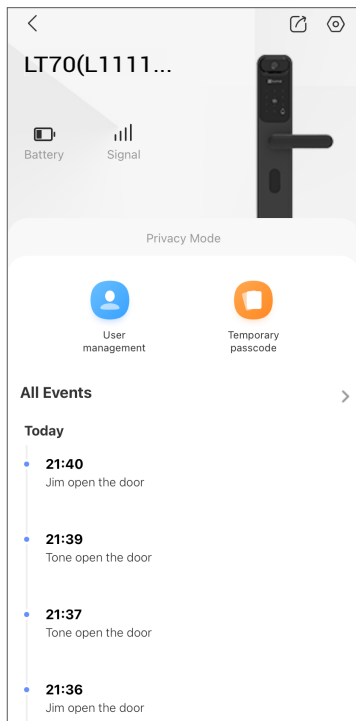 LT70(L1111...
Battery
Signal
Privacy Mode
User
management
Temporary
passcode
All Events
Today
21:40
Jim open the door
21:39
Tone open the door
21:37
Tone open the door
21:36
Jim open the door